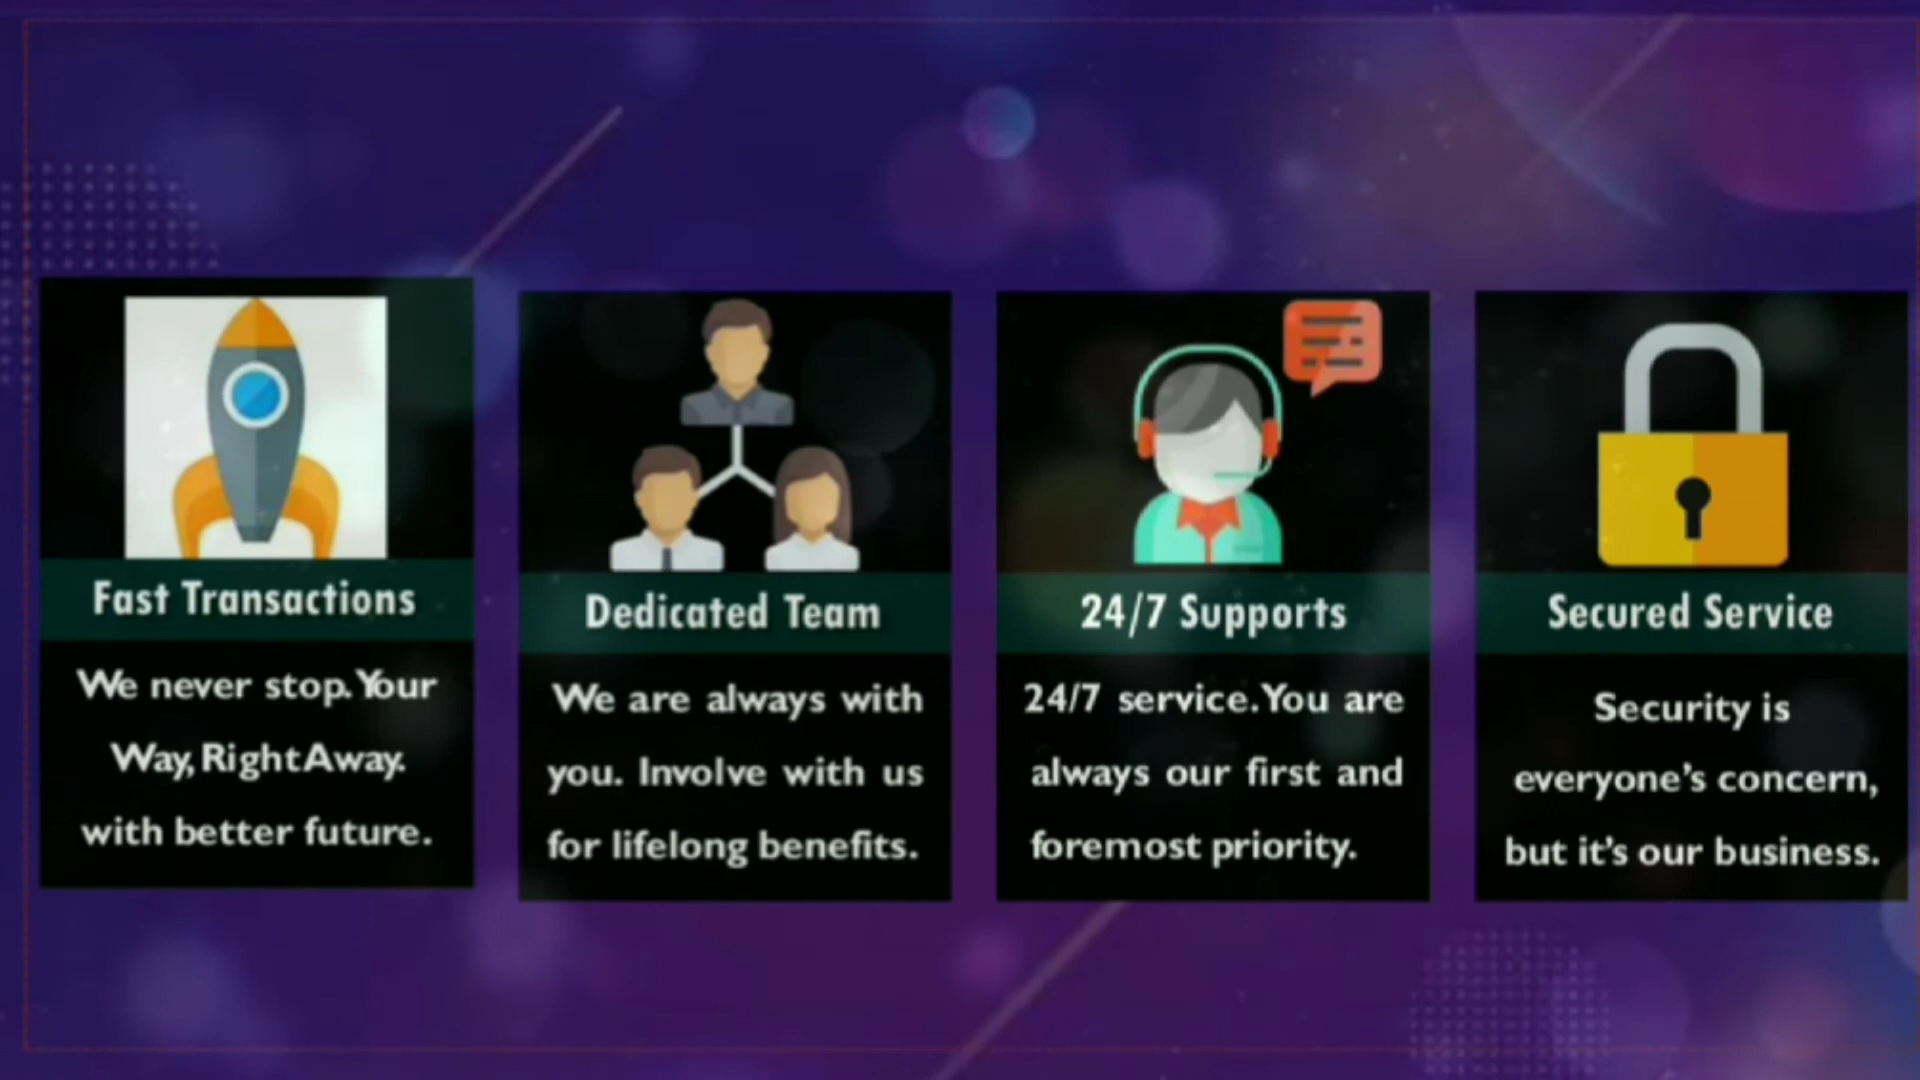 Fast Transactions
We never stop. Your
Way, Right Away.
with better future.
Dedicated Team
We are always with
you. Involve with us
for lifelong benefits.
24/7 Supports
24/7 service. You are
always our first and
foremost priority.
Secured Service
Security is
everyone's concern,
but it's our business.